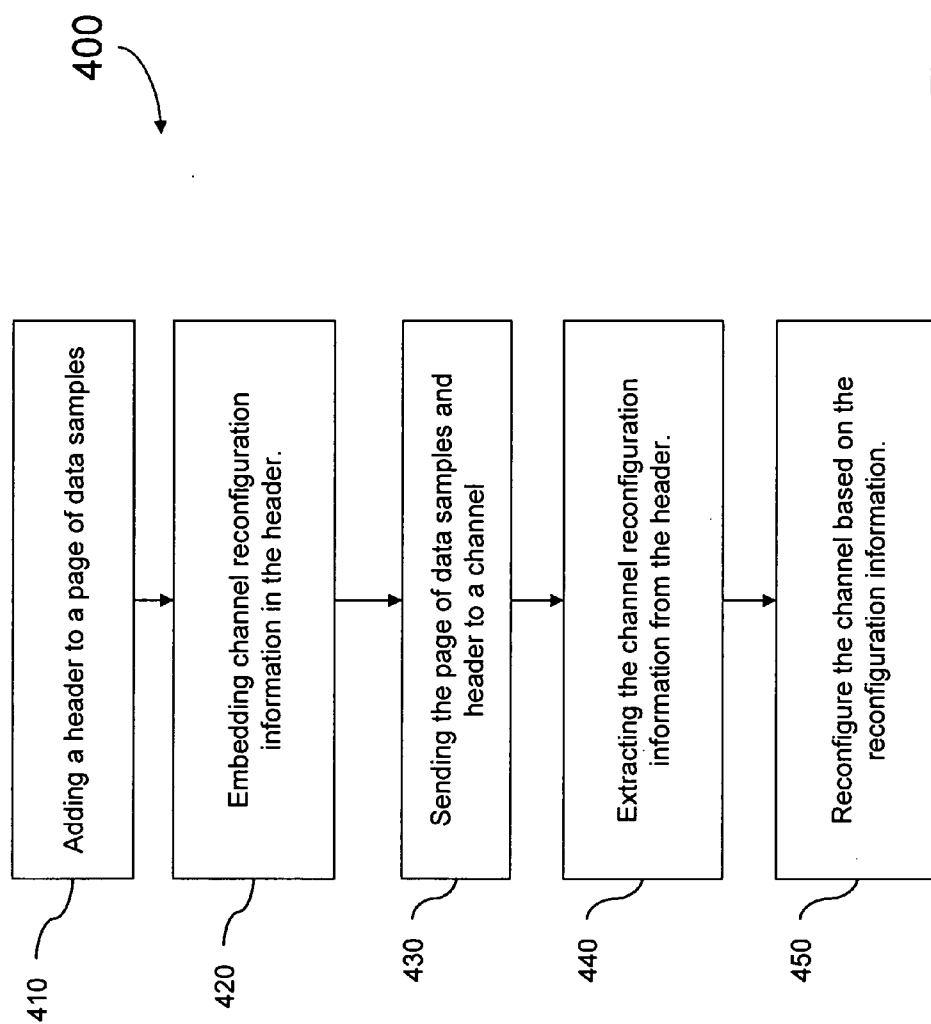 400
410
Adding a header to a page of data samples
420
Embedding channel reconfiguration
information in the header.
430
Sending the page of data samples and
header to a channel
440
Extracting the channel reconfiguration
information from the header.
450
Reconfigure the channel based on the
reconfiguration information.